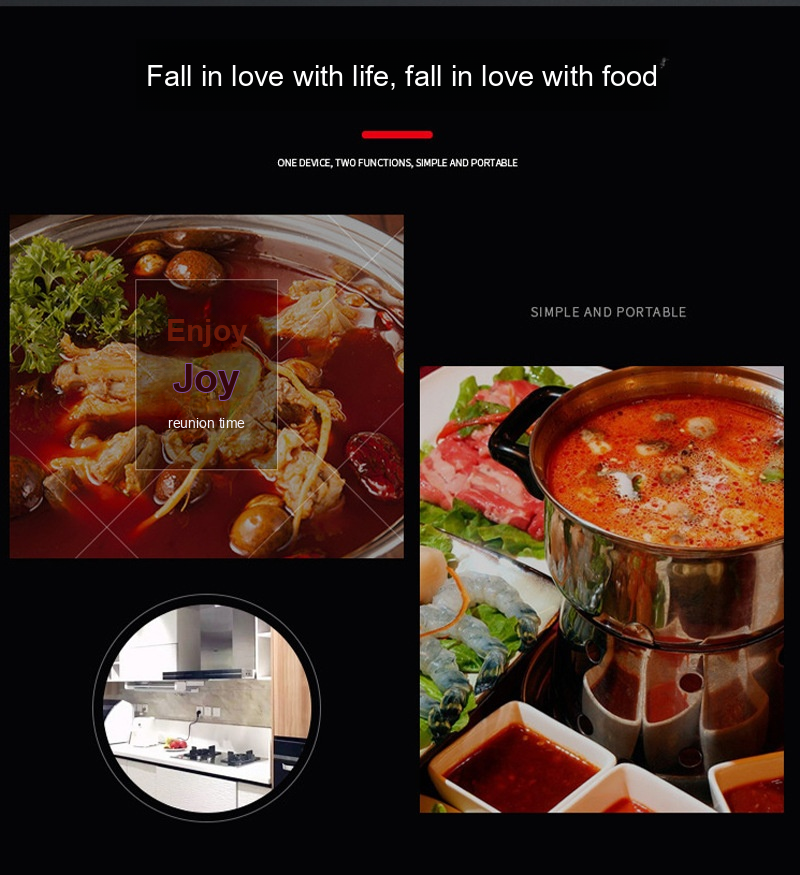 Fall in love with life, fall in love with food
ONE DEVICE, TWO FUNCTIONS, SIMPLE AND PORTABLE
Enjoy
Joy
reunion time
SIMPLE AND PORTABLE